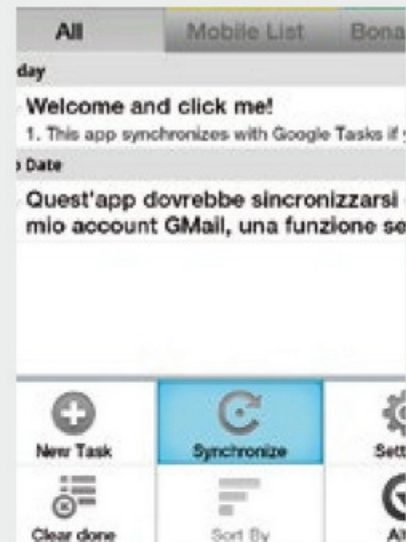 All Mobile List Bona
day
Welcome and click me!
1. This app synchronizes with Google Tasks if y
o Date
Quest'app dovrebbe sincronizzarsi
mio account GMail, una funzione se
New Task Synchronize Sett
Clear done Sort By